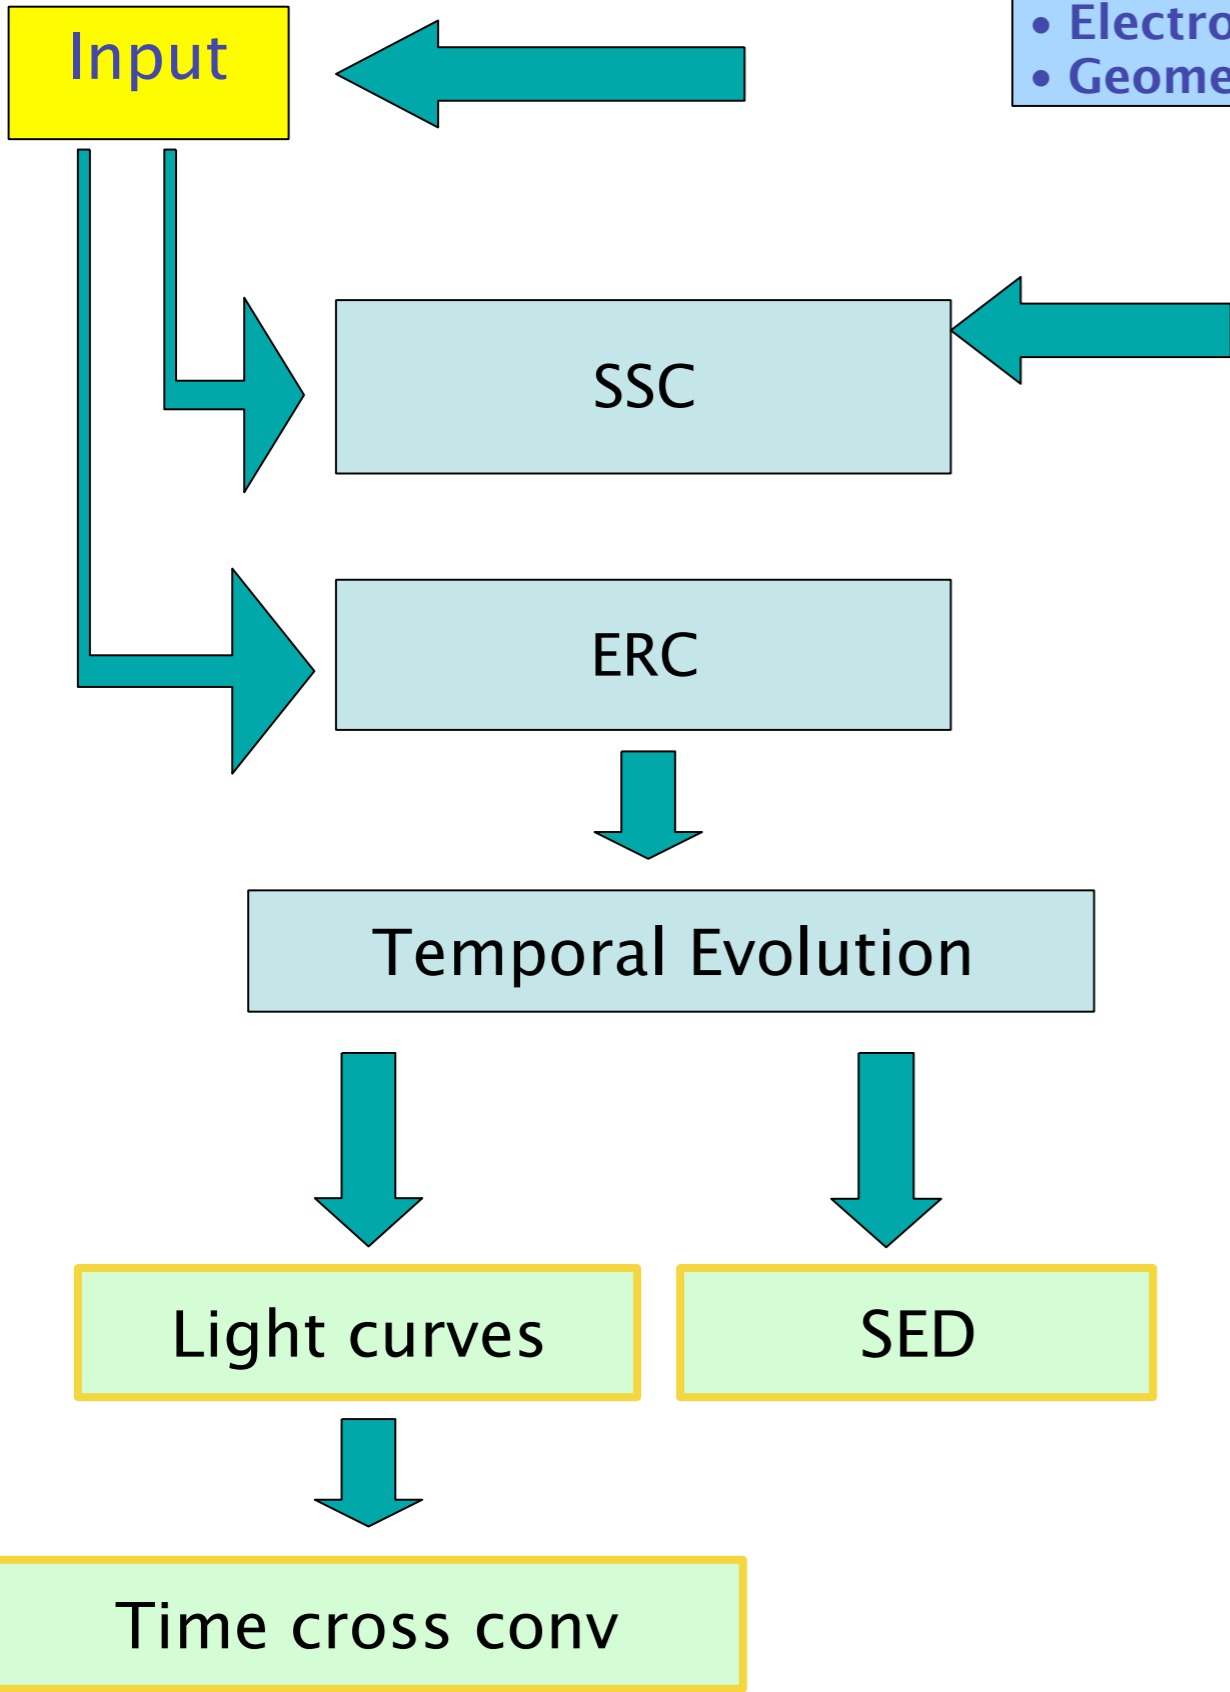 Input
• Electro
• Geome
SSC
ERC
Temporal Evolution
Light curves
SED
Time cross conv